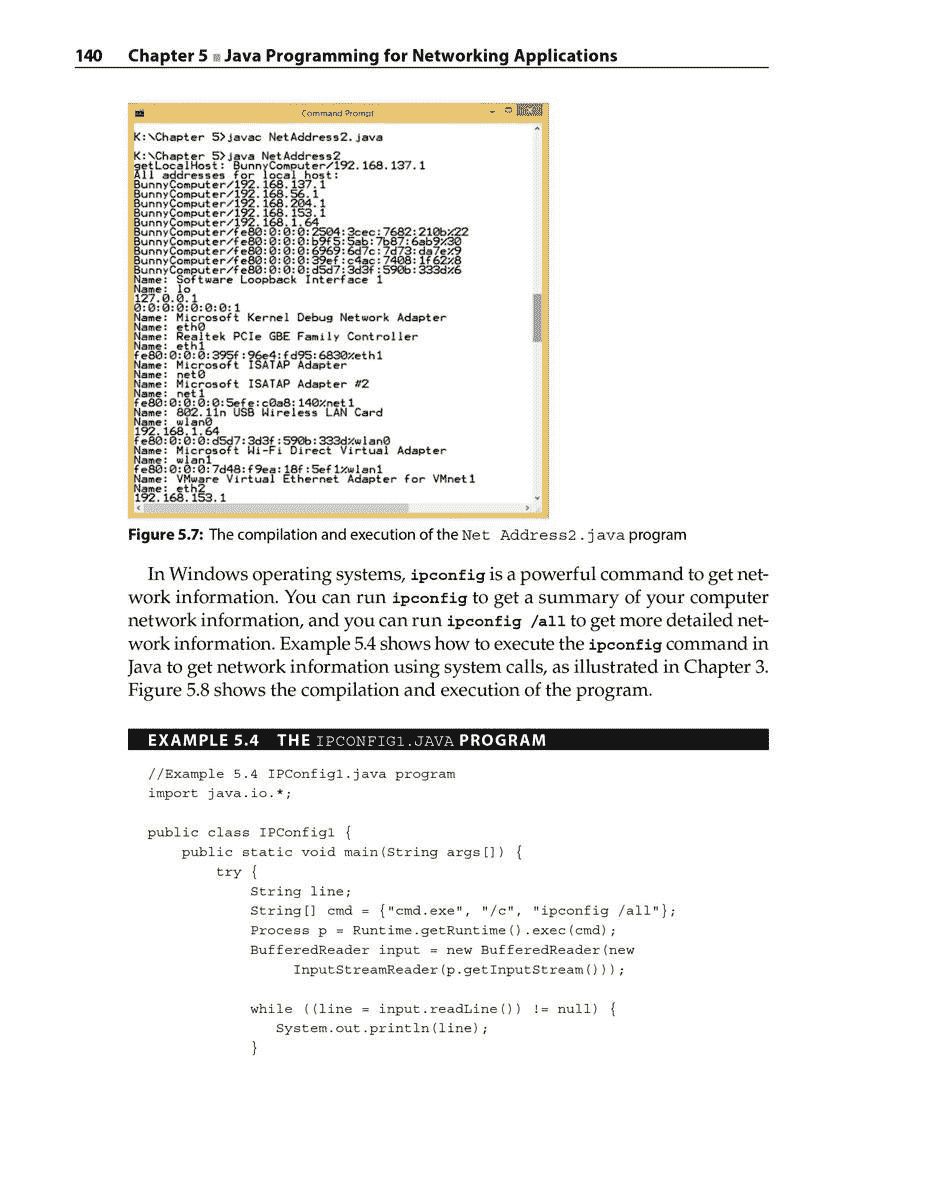 140 Chapter 5 ■ Java Programming for Networking Applications
Command Prompt
K:\Chapter 5>javac NetAddress2.java
K:\Chapter 5>java NetAddress2
getLocalHost: BunnyComputer/192.168.137.1
All addresses for local host:
BunnyComputer/192.168.137.1
BunnyComputer/192.168.56.1
BunnyComputer/192.168.204.1
BunnyComputer/192.168.153.1
BunnyComputer/192.168.1.64
BunnyComputer/fe80:0:0:0:2504:3cec:7682:210b%22
BunnyComputer/fe80:0:0:0:b9f5:5ab:7b87:6ab9%30
BunnyComputer/fe80:0:0:0:6969:6d7c:7d73:da7e%9
BunnyComputer/fe80:0:0:0:39ef:c4ac:7408:1f62%8
BunnyComputer/fe80:0:0:0:d5d7:3d3f:590b:333d%6
Name: Software Loopback Interface 1
Name: lo
127.0.0.1
0:0:0:0:0:0:0:1
Name: Microsoft Kernel Debug Network Adapter
Name: eth0
Name: Realtek PCIe GBE Family Controller
Name: eth1
fe80:0:0:0:395f:96e4:fd95:6830%eth1
Name: Microsoft ISATAP Adapter
Name: net0
Name: Microsoft ISATAP Adapter #2
Name: net1
fe80:0:0:0:0:5efe:c0a8:140%net1
Name: 802.11n USB Wireless LAN Card
Name: wlan0
192.168.1.64
fe80:0:0:0:d5d7:3d3f:590b:333d%wlan0
Name: Microsoft Wi-Fi Direct Virtual Adapter
Name: wlan1
fe80:0:0:0:7d48:f9ea:18f:5ef1%wlan1
Name: VMware Virtual Ethernet Adapter for VMnet1
Name: eth2
192.168.153.1
Figure 5.7: The compilation and execution of the Net Address2.java program
In Windows operating systems, ipconfig is a powerful command to get net-
work information. You can run ipconfig to get a summary of your computer
network information, and you can run ipconfig /all to get more detailed net-
work information. Example 5.4 shows how to execute the ipconfig command in
Java to get network information using system calls, as illustrated in Chapter 3.
Figure 5.8 shows the compilation and execution of the program.
EXAMPLE 5.4 THE IPCONFIG1.JAVA PROGRAM
//Example 5.4 IPConfig1.java program
import java.io.*;
public class IPConfig1 {
public static void main(String args[]) {
try {
String line;
String[] cmd = {"cmd.exe", "/c", "ipconfig /all"};
Process p = Runtime.getRuntime().exec(cmd);
BufferedReader input = new BufferedReader(new
InputStreamReader(p.getInputStream()));
while ((line = input.readLine()) != null) {
System.out.println(line);
}